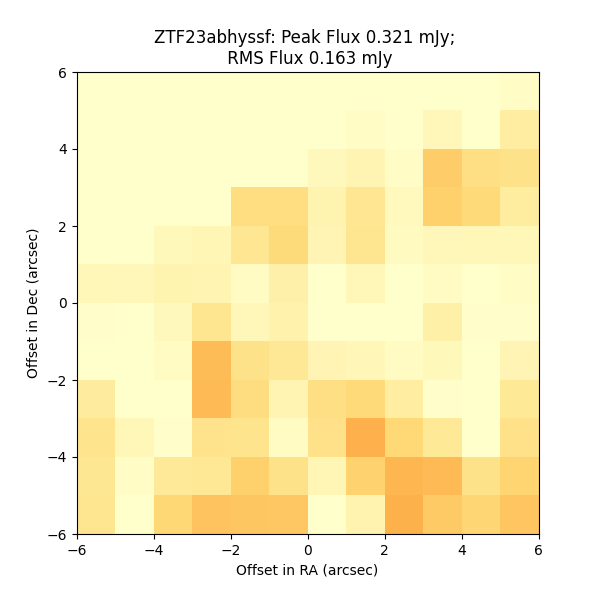 ZTF23abhyssf: Peak Flux 0.321 mJy;
RMS Flux 0.163 mJy
6
4
2
0
−2
−4
−6
Offset in Dec (arcsec)
−6 −4 −2 0 2 4 6
Offset in RA (arcsec)